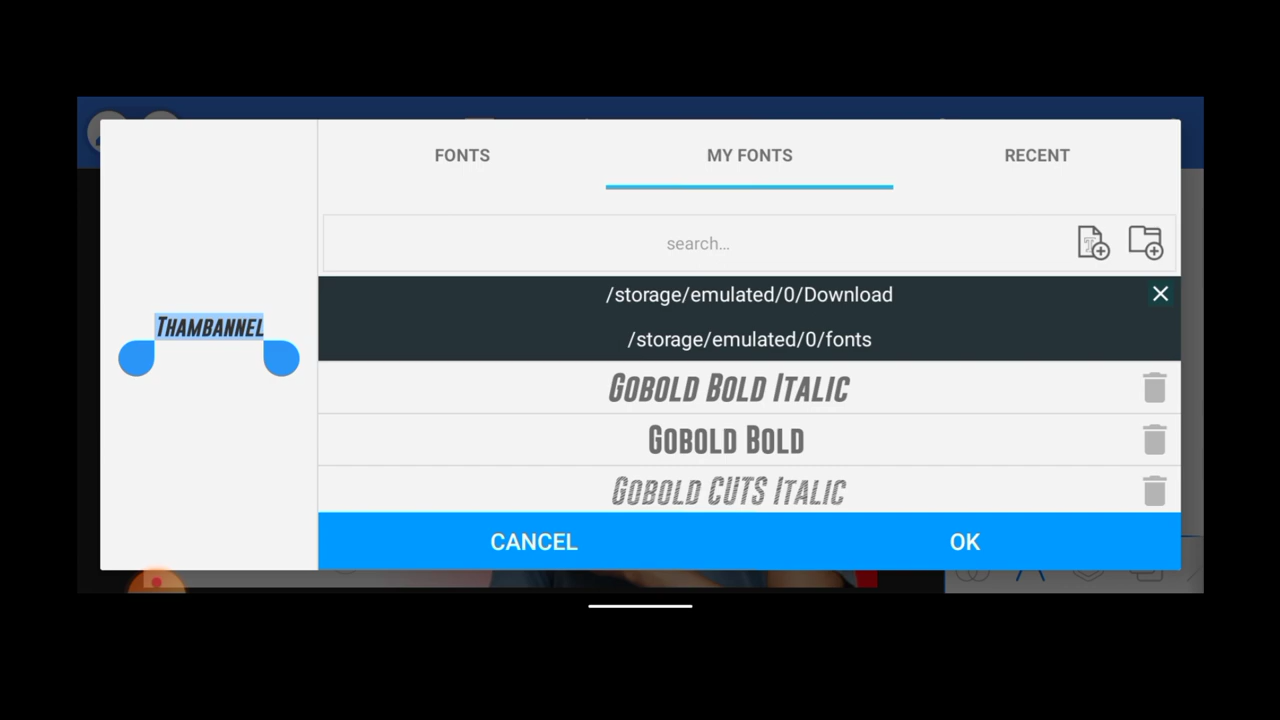 FONTS
MY FONTS
RECENT
search...
/storage/emulated/0/Download
/storage/emulated/0/fonts
THAMBANNEL
GOBOLD BOLD ITALIC
GOBOLD BOLD
GOBOLD CUTS ITALIC
CANCEL
OK